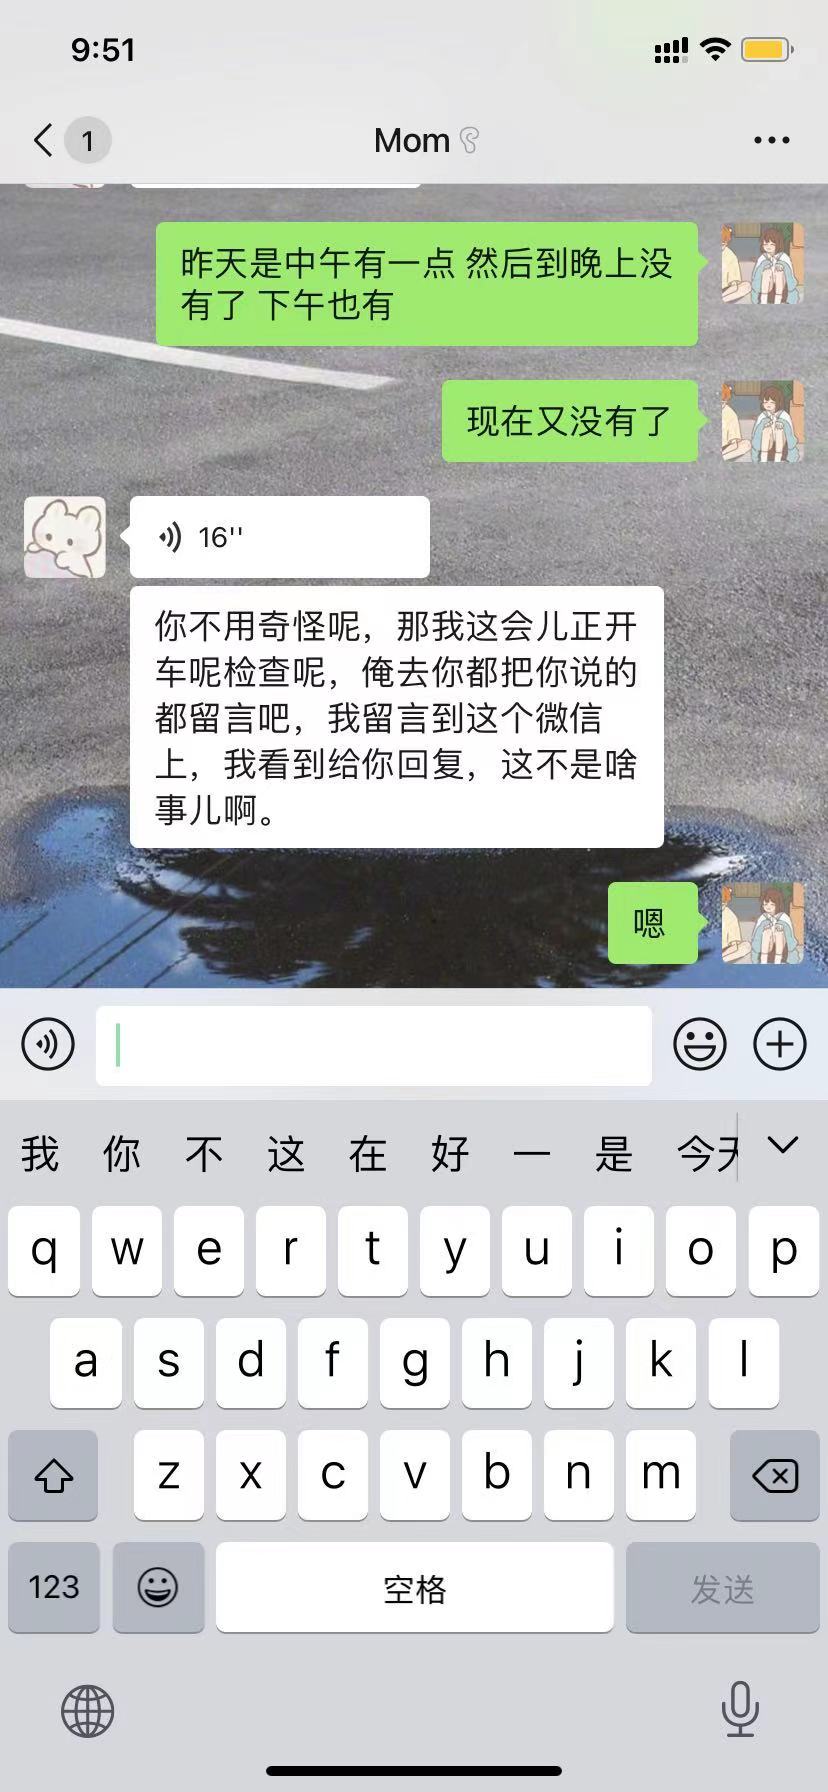 9:51
1
Mom
昨天是中午有一点 然后到晚上没
有了 下午也有
现在又没有了
16''
你不用奇怪呢，那我这会儿正开
车呢检查呢，俺去你都把你说的
都留言吧，我留言到这个微信
上，我看到给你回复，这不是啥
事儿啊。
嗯
我 你 不 这 在 好 一 是 今天
q w e r t y u i o p
a s d f g h j k l
z x c v b n m
123 空格 发送